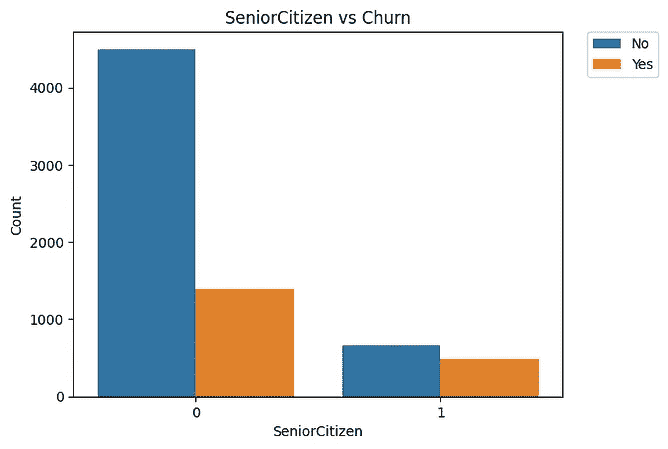 SeniorCitizen vs Churn
No
Yes
4000
3000
2000
1000
0
Count
0 1
SeniorCitizen